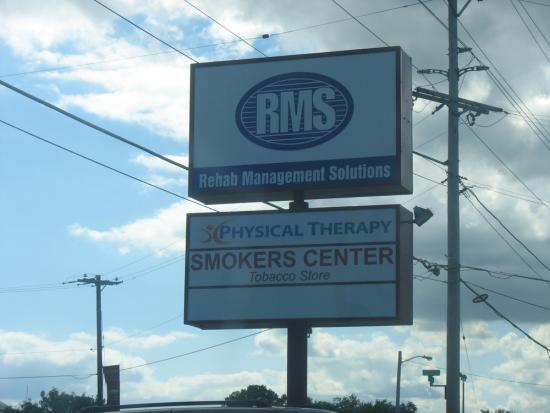 RMS
Rehab Management Solutions
PHYSICAL THERAPY
SMOKERS CENTER
Tobacco Store